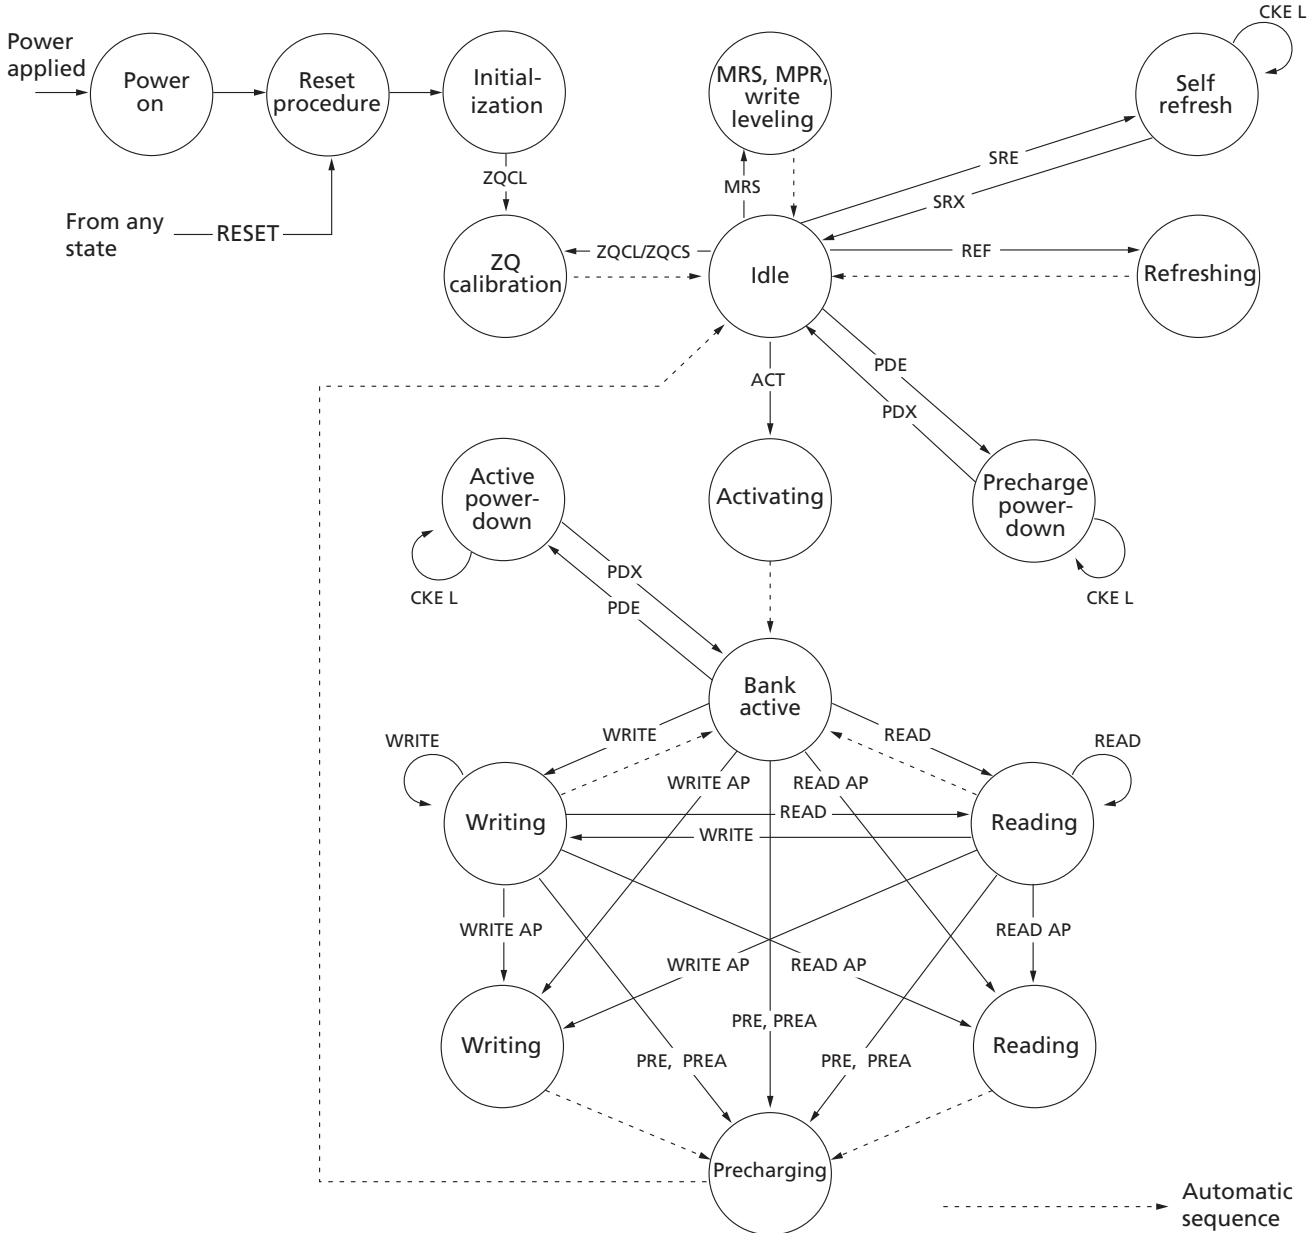 CKE L
Power
applied
Power
on
Reset
procedure
Initial-
ization
MRS, MPR,
write
leveling
Self
refresh
SRE
ZQCL
MRS
SRX
From any
state
RESET
ZQCL/ZQCS
REF
ZQ
calibration
Idle
Refreshing
PDE
ACT
PDX
Active
power-
down
Activating
Precharge
power-
down
PDX
CKE L
PDE
CKE L
Bank
active
WRITE
WRITE
READ
READ
WRITE AP
READ AP
Writing
READ
WRITE
Reading
WRITE AP
READ AP
WRITE AP
READ AP
PRE, PREA
Writing
Reading
PRE, PREA
PRE, PREA
Precharging
Automatic
sequence